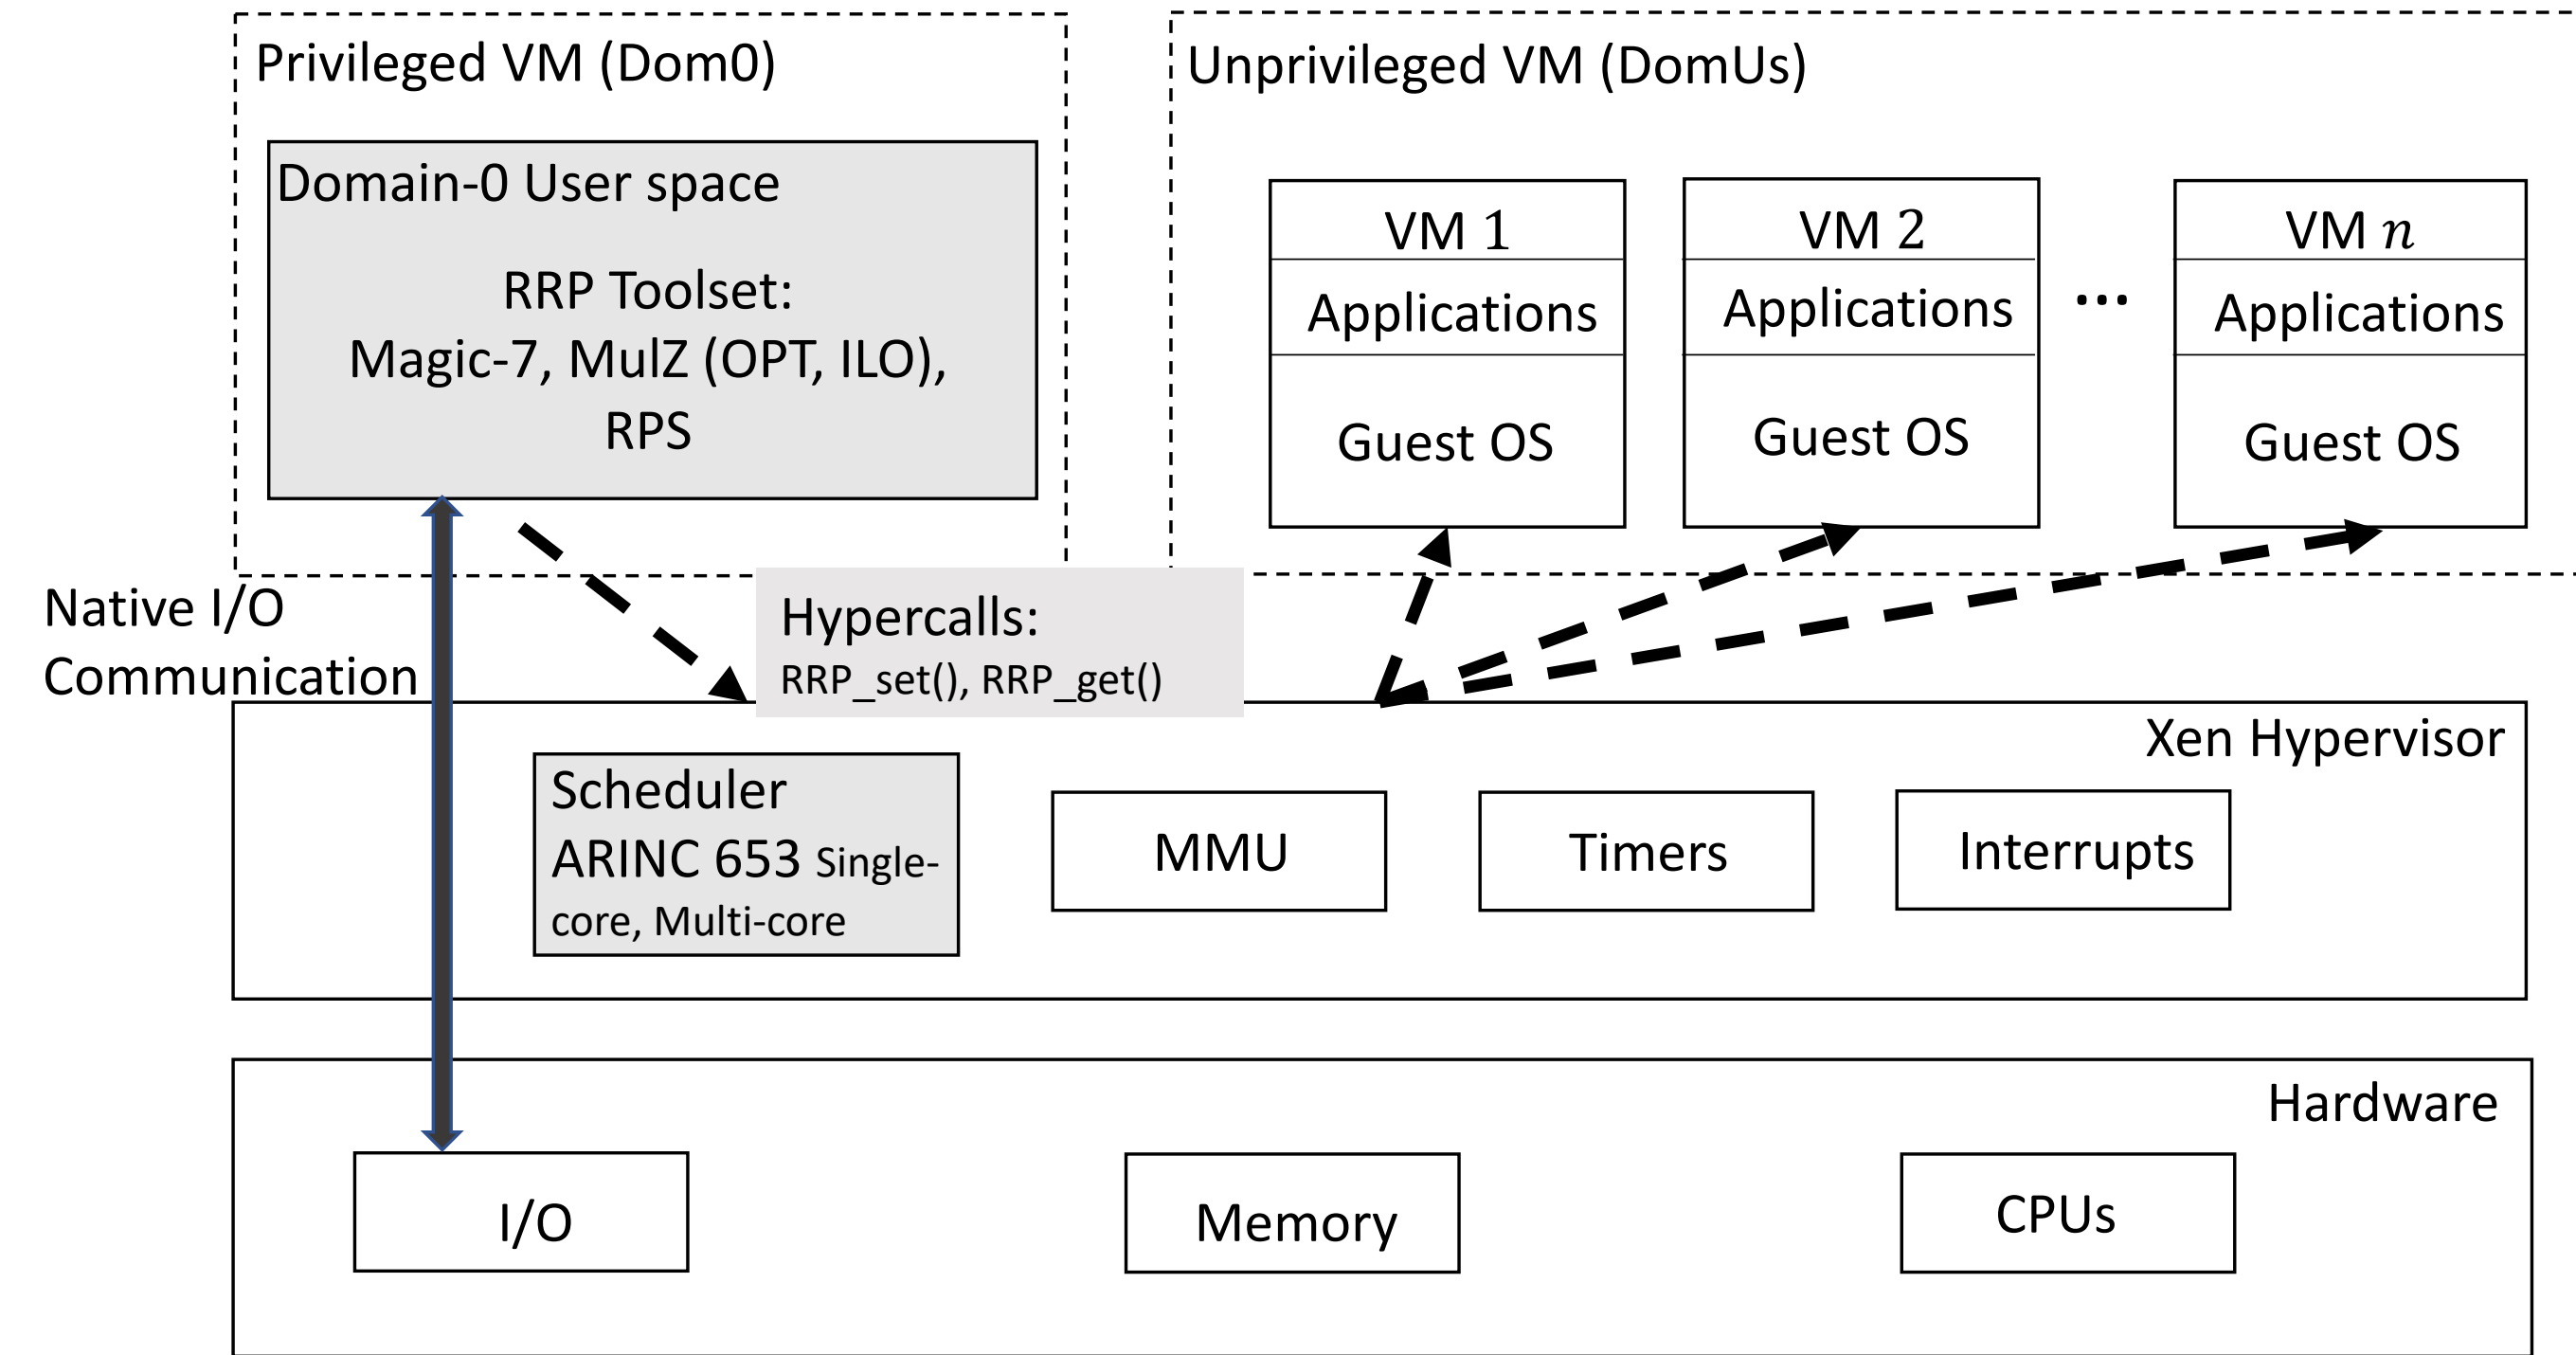 Privileged VM (Dom0)
Domain-0 User space
RRP Toolset:
Magic-7, MulZ (OPT, ILO),
RPS
Unprivileged VM (DomUs)
VM 1
Applications
Guest OS
VM 2
Applications
Guest OS
...
VM n
Applications
Guest OS
Native I/O
Communication
Hypercalls:
RRP_set(), RRP_get()
Xen Hypervisor
Scheduler
ARINC 653 Single-
core, Multi-core
MMU
Timers
Interrupts
Hardware
I/O
Memory
CPUs